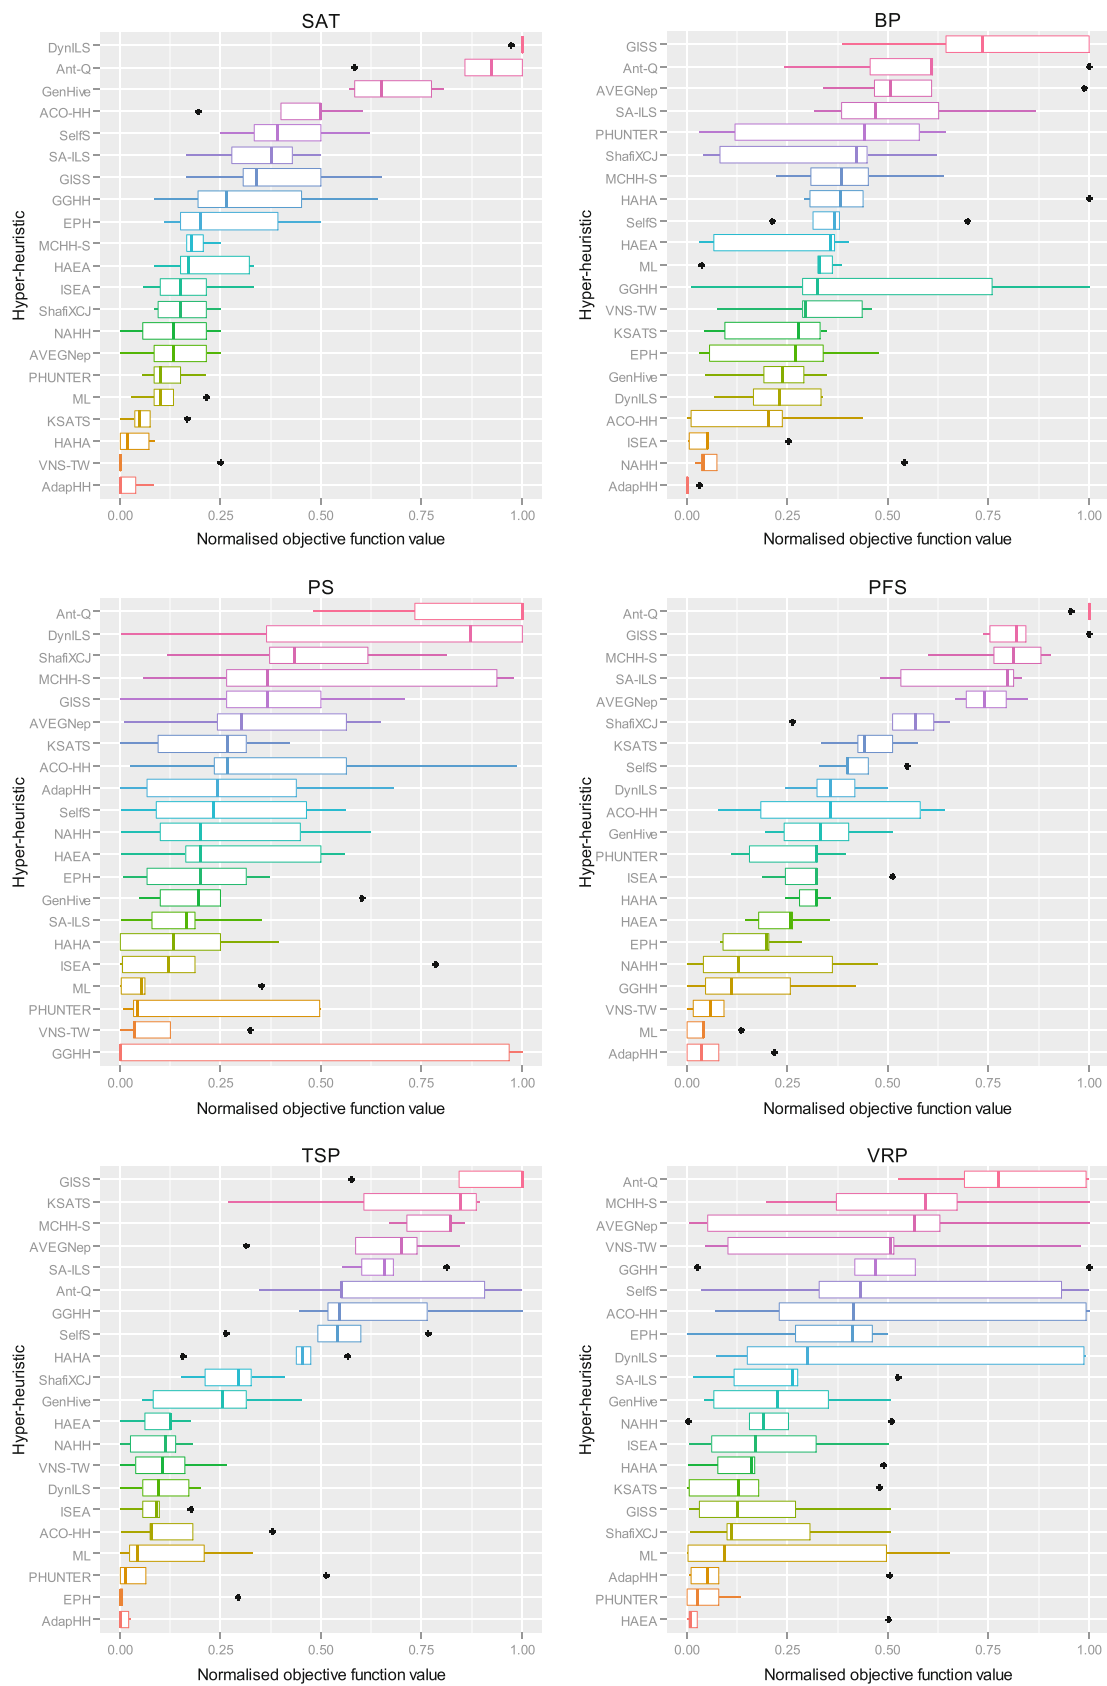 SAT
Hyper-heuristic
DynILS
Ant-Q
GenHive
ACO-HH
SelfS
SA-ILS
GISS
GGHH
EPH
MCHH-S
HAEA
ISEA
ShafiXCJ
NAHH
AVEGNep
PHUNTER
ML
KSATS
HAHA
VNS-TW
AdapHH
0.00 0.25 0.50 0.75 1.00
Normalised objective function value
BP
Hyper-heuristic
GISS
Ant-Q
AVEGNep
SA-ILS
PHUNTER
ShafiXCJ
MCHH-S
HAHA
SelfS
HAEA
ML
GGHH
VNS-TW
KSATS
EPH
GenHive
DynILS
ACO-HH
ISEA
NAHH
AdapHH
0.00 0.25 0.50 0.75 1.00
Normalised objective function value
PS
Hyper-heuristic
Ant-Q
DynILS
ShafiXCJ
MCHH-S
GISS
AVEGNep
KSATS
ACO-HH
AdapHH
SelfS
NAHH
HAEA
EPH
GenHive
SA-ILS
HAHA
ISEA
ML
PHUNTER
VNS-TW
GGHH
0.00 0.25 0.50 0.75 1.00
Normalised objective function value
PFS
Hyper-heuristic
Ant-Q
GISS
MCHH-S
SA-ILS
AVEGNep
ShafiXCJ
KSATS
SelfS
DynILS
ACO-HH
GenHive
PHUNTER
ISEA
HAHA
HAEA
EPH
NAHH
GGHH
VNS-TW
ML
AdapHH
0.00 0.25 0.50 0.75 1.00
Normalised objective function value
TSP
Hyper-heuristic
GISS
KSATS
MCHH-S
AVEGNep
SA-ILS
Ant-Q
GGHH
SelfS
HAHA
ShafiXCJ
GenHive
HAEA
NAHH
VNS-TW
DynILS
ISEA
ACO-HH
ML
PHUNTER
EPH
AdapHH
0.00 0.25 0.50 0.75 1.00
Normalised objective function value
VRP
Hyper-heuristic
Ant-Q
MCHH-S
AVEGNep
VNS-TW
GGHH
SelfS
ACO-HH
EPH
DynILS
SA-ILS
GenHive
NAHH
ISEA
HAHA
KSATS
GISS
ShafiXCJ
ML
AdapHH
PHUNTER
HAEA
0.00 0.25 0.50 0.75 1.00
Normalised objective function value